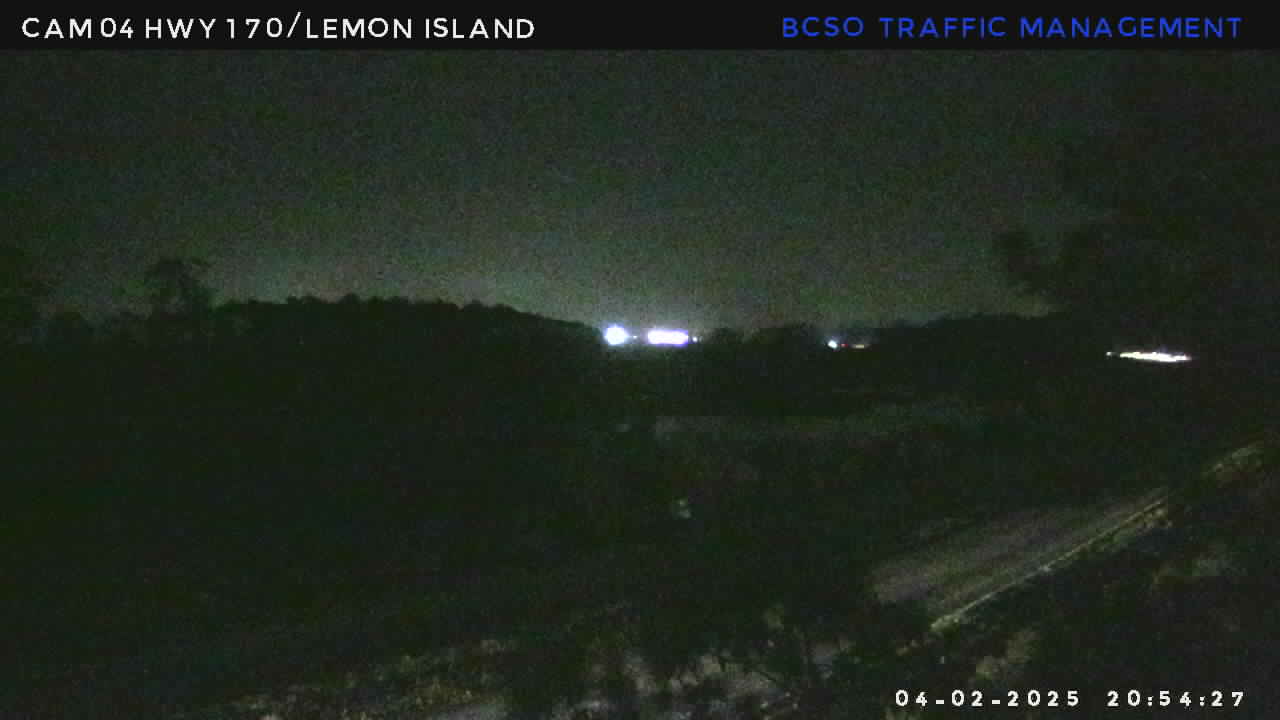 CAM04 HWY 170/LEMON ISLAND
BCSO TRAFFIC MANAGEMENT
04-02-2025 20:54:27